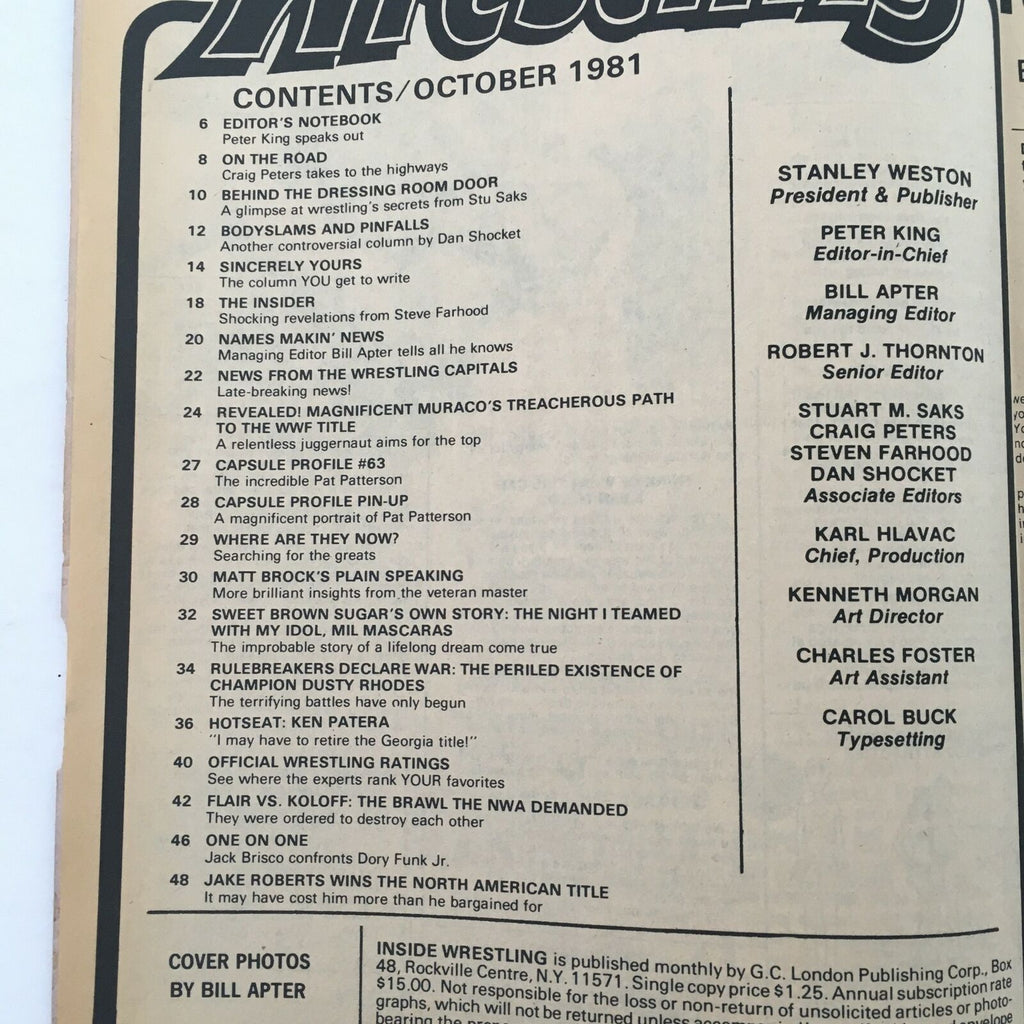 Wrestling
CONTENTS/OCTOBER 1981
6 EDITOR'S NOTEBOOK
Peter King speaks out
8 ON THE ROAD
Craig Peters takes to the highways
10 BEHIND THE DRESSING ROOM DOOR
A glimpse at wrestling's secrets from Stu Saks
12 BODYSLAMS AND PINFALLS
Another controversial column by Dan Shocket
14 SINCERELY YOURS
The column YOU get to write
18 THE INSIDER
Shocking revelations from Steve Farhood
20 NAMES MAKIN' NEWS
Managing Editor Bill Apter tells all he knows
22 NEWS FROM THE WRESTLING CAPITALS
Late-breaking news!
24 REVEALED! MAGNIFICENT MURACO'S TREACHEROUS PATH
TO THE WWF TITLE
A relentless juggernaut aims for the top
27 CAPSULE PROFILE #63
The incredible Pat Patterson
28 CAPSULE PROFILE PIN-UP
A magnificent portrait of Pat Patterson
29 WHERE ARE THEY NOW?
Searching for the greats
30 MATT BROCK'S PLAIN SPEAKING
More brilliant insights from the veteran master
32 SWEET BROWN SUGAR'S OWN STORY: THE NIGHT I TEAMED
WITH MY IDOL, MIL MASCARAS
The improbable story of a lifelong dream come true
34 RULEBREAKERS DECLARE WAR: THE PERILED EXISTENCE OF
CHAMPION DUSTY RHODES
The terrifying battles have only begun
36 HOTSEAT: KEN PATERA
"I may have to retire the Georgia title!"
40 OFFICIAL WRESTLING RATINGS
See where the experts rank YOUR favorites
42 FLAIR VS. KOLOFF: THE BRAWL THE NWA DEMANDED
They were ordered to destroy each other
46 ONE ON ONE
Jack Brisco confronts Dory Funk Jr.
48 JAKE ROBERTS WINS THE NORTH AMERICAN TITLE
It may have cost him more than he bargained for
STANLEY WESTON
President & Publisher
PETER KING
Editor-in-Chief
BILL APTER
Managing Editor
ROBERT J. THORNTON
Senior Editor
STUART M. SAKS
CRAIG PETERS
STEVEN FARHOOD
DAN SHOCKET
Associate Editors
KARL HLAVAC
Chief, Production
KENNETH MORGAN
Art Director
CHARLES FOSTER
Art Assistant
CAROL BUCK
Typesetting
COVER PHOTOS
BY BILL APTER
INSIDE WRESTLING is published monthly by G.C. London Publishing Corp., Box
48, Rockville Centre, N.Y. 11571. Single copy price $1.25. Annual subscription rate
$15.00. Not responsible for the loss or non-return of unsolicited articles or photo-
graphs, which will not be returned unless
bearing the